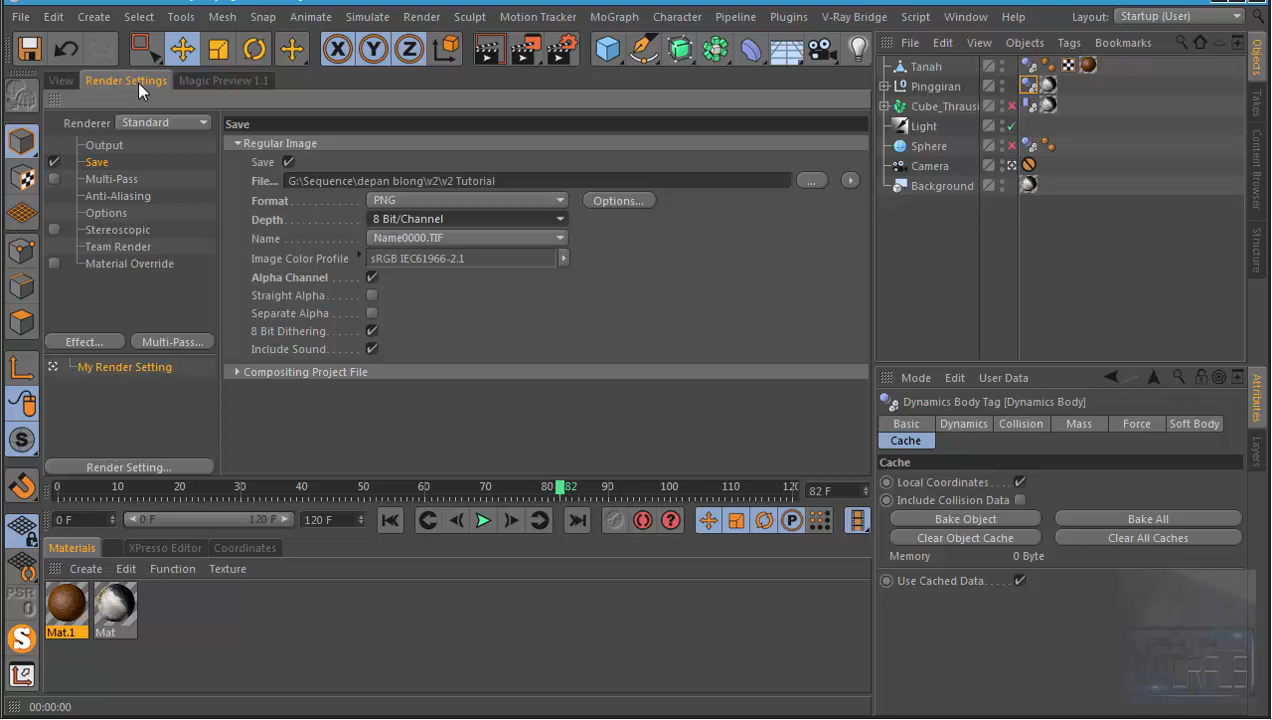 File Edit Create Select Tools Mesh Snap Animate Simulate Render Sculpt Motion Tracker MoGraph Character Pipeline Plugins V-Ray Bridge Script Window Help Layout: Startup (User)
X Y Z
File Edit View Objects Tags Bookmarks
View Render Settings Magic Preview 1.1
Renderer Standard
Output
Save
Multi-Pass
Anti-Aliasing
Options
Stereoscopic
Team Render
Material Override
Effect... Multi-Pass...
My Render Setting
Render Setting...
Save
Regular Image
Save
File... G:\Sequence\depan blong\v2\v2 Tutorial ...
Format PNG Options...
Depth 8 Bit/Channel
Name Name0000.TIF
Image Color Profile sRGB IEC61966-2.1
Alpha Channel
Straight Alpha
Separate Alpha
8 Bit Dithering
Include Sound
Compositing Project File
Tanah
Pinggiran
Cube_Thrausi
Light
Sphere
Camera
Background
Objects
Takes
Content Browser
Structure
Mode Edit User Data
Dynamics Body Tag [Dynamics Body]
Basic Dynamics Collision Mass Force Soft Body
Cache
Cache
Local Coordinates
Include Collision Data
Bake Object Bake All
Clear Object Cache Clear All Caches
Memory 0 Byte
Use Cached Data
Attributes
Layers
0 10 20 30 40 50 60 70 80 82 90 100 110 120 82 F
0 F 0 F 120 F 120 F
P
Materials XPresso Editor Coordinates
Create Edit Function Texture
Mat.1 Mat
PSR
0
S
S
00:00:00